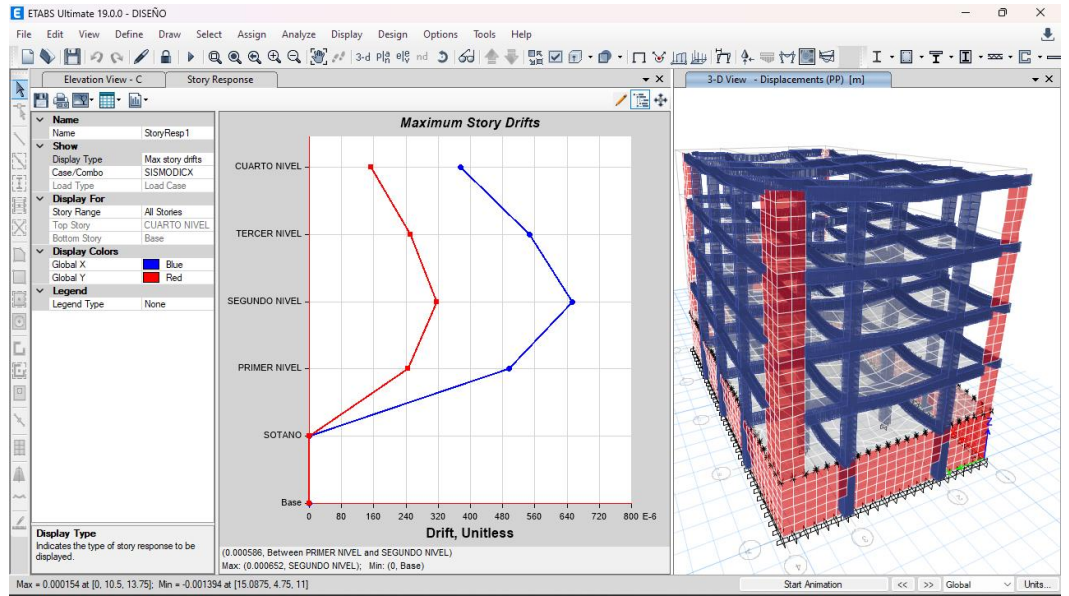 ETABS Ultimate 19.0.0 - DISEÑO
File Edit View Define Draw Select Assign Analyze Display Design Options Tools Help
3-d
nd
Elevation View - C
Story Response
3-D View - Displacements (PP) [m]
Name
Name StoryResp1
Show
Display Type Max story drifts
Case/Combo SISMODICX
Load Type Load Case
Display For
Story Range All Stories
Top Story CUARTO NIVEL
Bottom Story Base
Display Colors
Global X Blue
Global Y Red
Legend
Legend Type None
Display Type
Indicates the type of story response to be
displayed.
Maximum Story Drifts
CUARTO NIVEL
TERCER NIVEL
SEGUNDO NIVEL
PRIMER NIVEL
SOTANO
Base
0 80 160 240 320 400 480 560 640 720 800 E-6
Drift, Unitless
(0.000586, Between PRIMER NIVEL and SEGUNDO NIVEL)
Max: (0.000652, SEGUNDO NIVEL); Min: (0, Base)
Z
Max = 0.000154 at [0, 10.5, 13.75]; Min = -0.001394 at [15.0875, 4.75, 11]
Start Animation << >> Global Units...